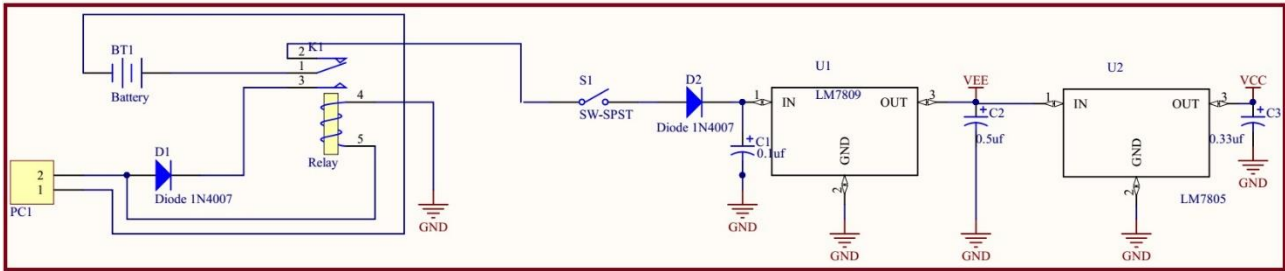 BT1
Battery
2
K1
1
3
4
5
Relay
D1
Diode 1N4007
2
1
PC1
GND
S1
SW-SPST
D2
Diode 1N4007
C1
0.1uf
GND
U1
LM7809
1
IN
OUT
3
GND
2
GND
VEE
C2
0.5uf
GND
U2
1
IN
OUT
3
GND
2
LM7805
GND
VCC
C3
0.33uf
GND